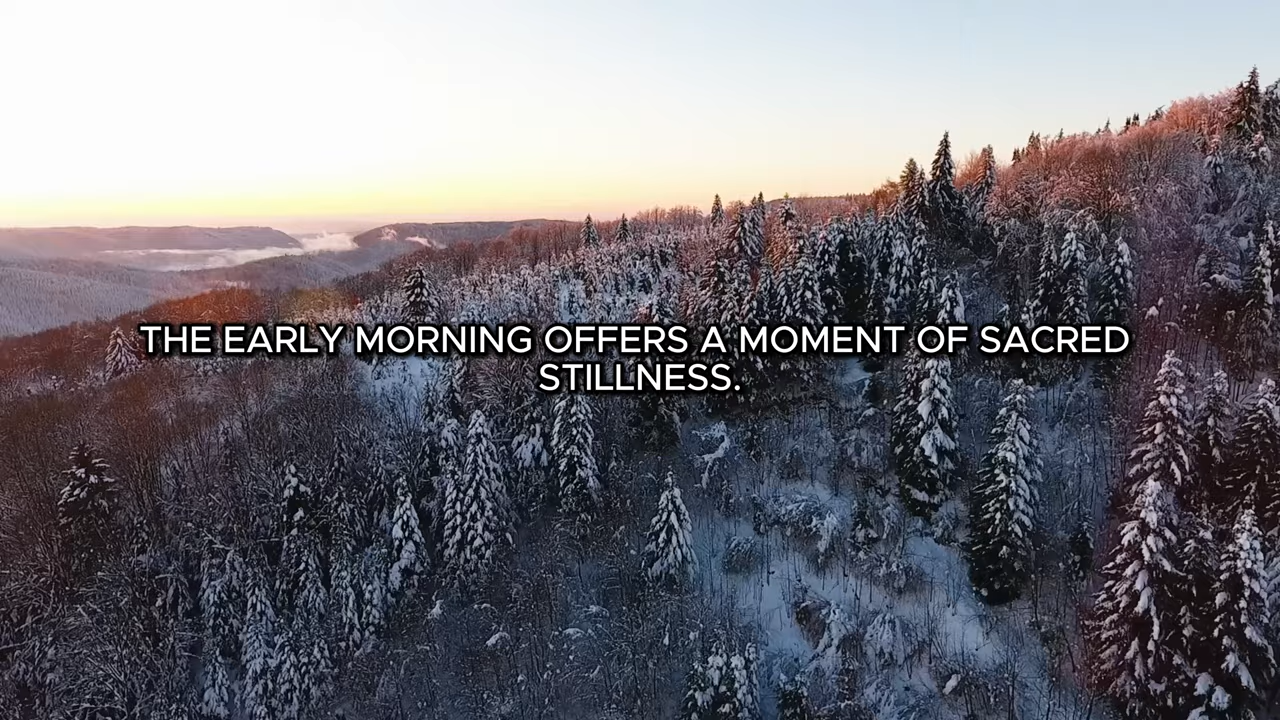 THE EARLY MORNING OFFERS A MOMENT OF SACRED
STILLNESS.